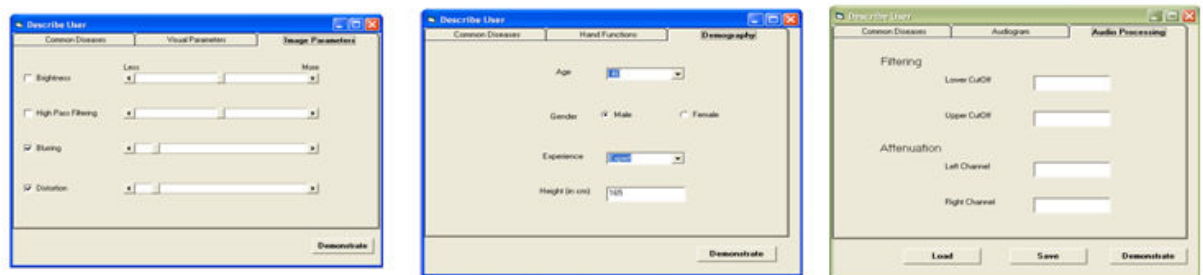 Describe User
Common Diseases Visual Parameters Image Parameters
Less More
Brightness
High Pass Filtering
Bluring
Distortion
Demonstrate
Describe User
Common Diseases Hand Functions Demography
Age
Gender Male Female
Experience Expert
Height (in cm) 165
Demonstrate
Describe User
Common Diseases Audiogram Audio Processing
Filtering
Lower CutOff
Upper CutOff
Attenuation
Left Channel
Right Channel
Load Save Demonstrate